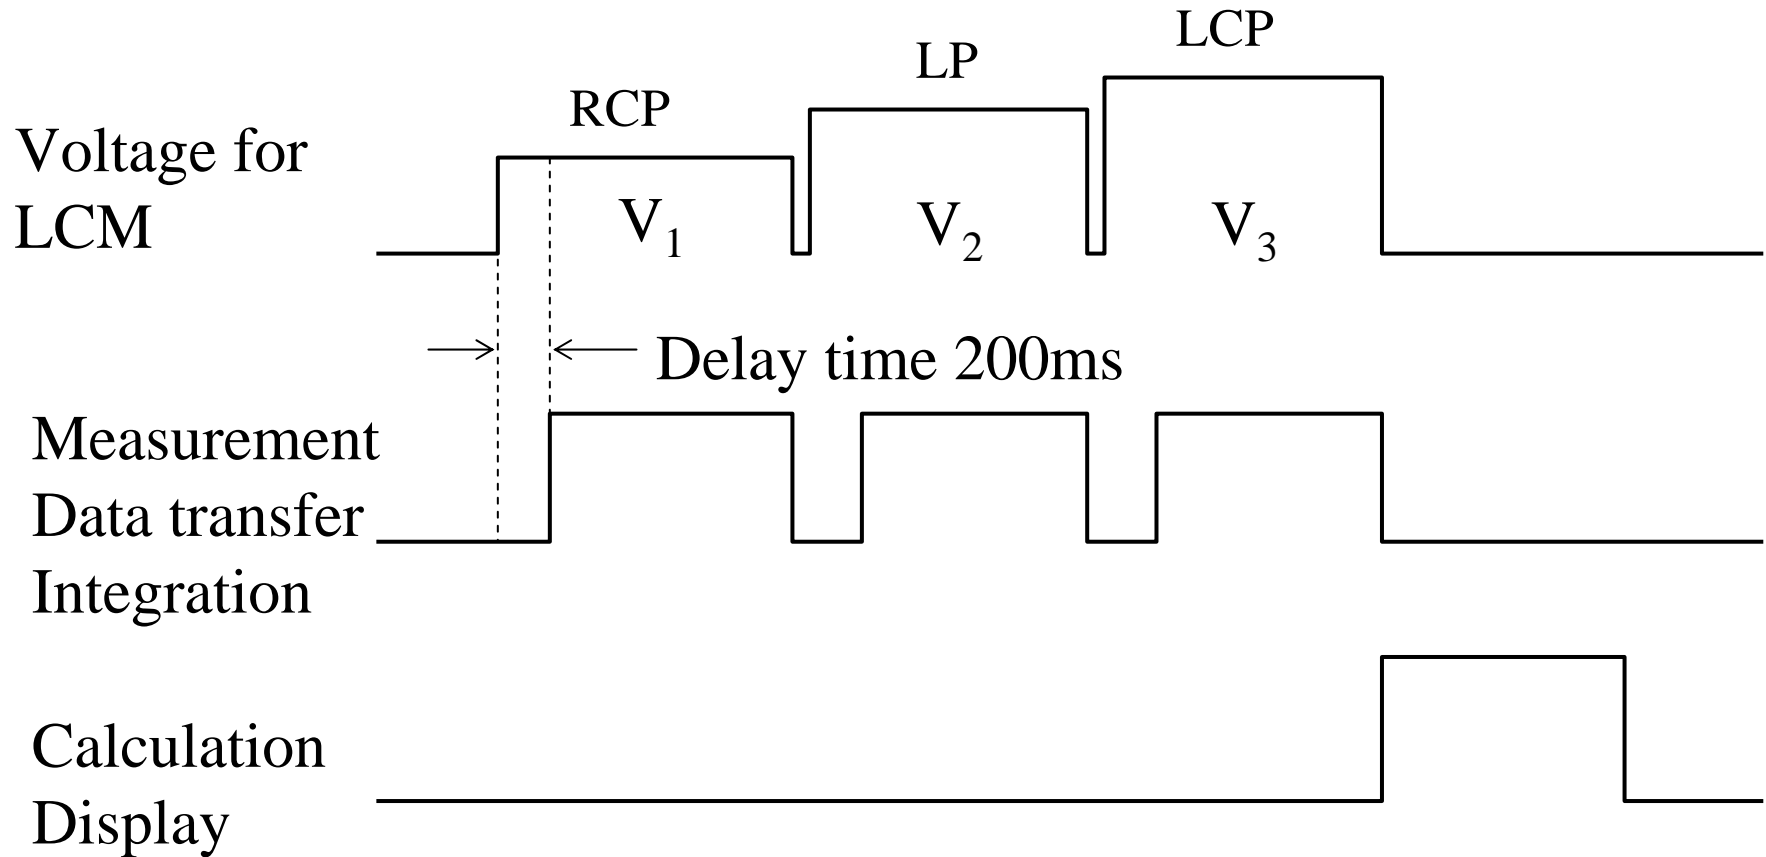 LCP
LP
RCP
Voltage for
LCM
V₁
V₂
V₃
Delay time 200ms
Measurement
Data transfer
Integration
Calculation
Display